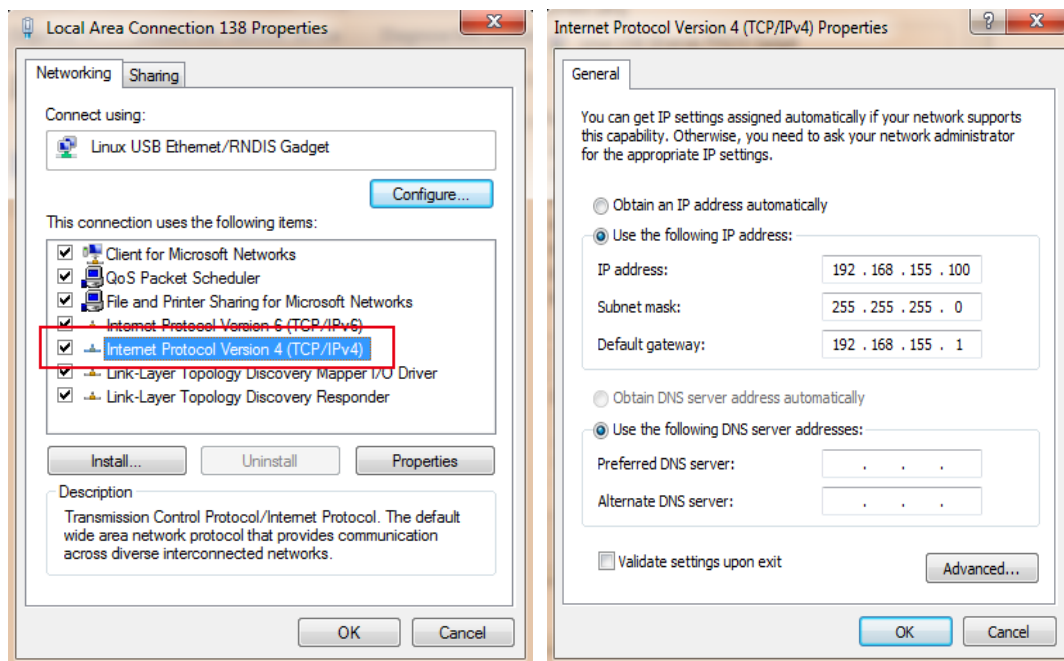 Local Area Connection 138 Properties
Networking
Sharing
Connect using:
Linux USB Ethernet/RNDIS Gadget
Configure...
This connection uses the following items:
Client for Microsoft Networks
QoS Packet Scheduler
File and Printer Sharing for Microsoft Networks
Internet Protocol Version 6 (TCP/IPv6)
Internet Protocol Version 4 (TCP/IPv4)
Link-Layer Topology Discovery Mapper I/O Driver
Link-Layer Topology Discovery Responder
Install...
Uninstall
Properties
Description
Transmission Control Protocol/Internet Protocol. The default
wide area network protocol that provides communication
across diverse interconnected networks.
OK
Cancel
Internet Protocol Version 4 (TCP/IPv4) Properties
General
You can get IP settings assigned automatically if your network supports
this capability. Otherwise, you need to ask your network administrator
for the appropriate IP settings.
Obtain an IP address automatically
Use the following IP address:
IP address: 192 . 168 . 155 . 100
Subnet mask: 255 . 255 . 255 . 0
Default gateway: 192 . 168 . 155 . 1
Obtain DNS server address automatically
Use the following DNS server addresses:
Preferred DNS server: . . .
Alternate DNS server: . . .
Validate settings upon exit
Advanced...
OK
Cancel